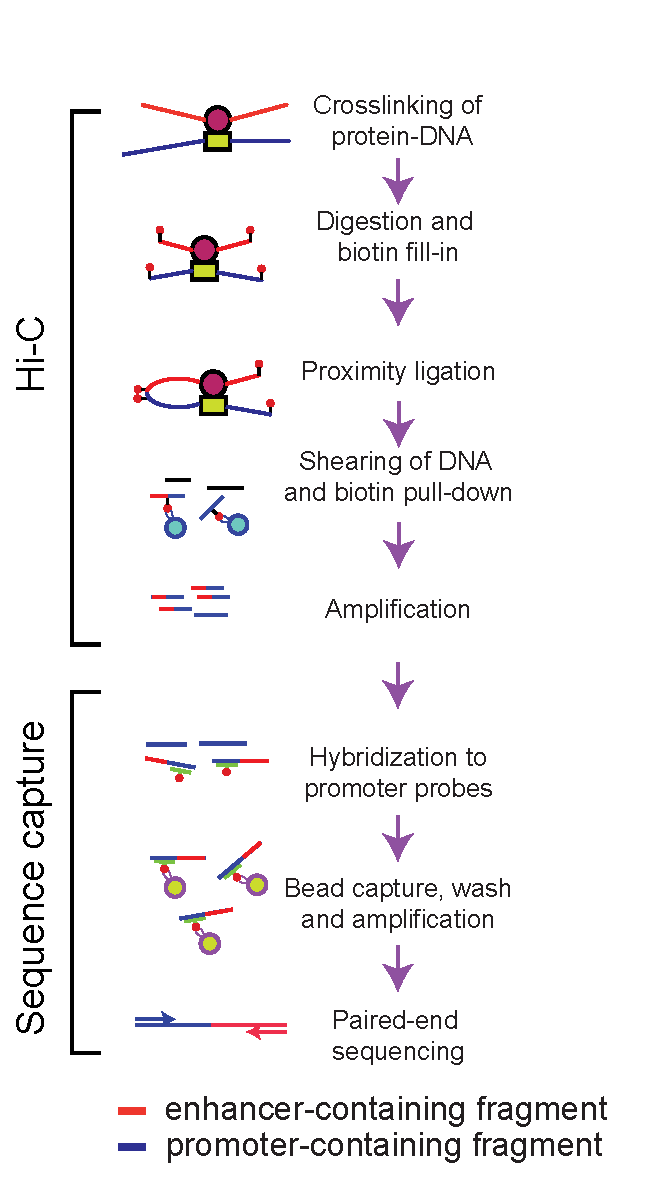 Hi-C
Crosslinking of
protein-DNA
Digestion and
biotin fill-in
Proximity ligation
Shearing of DNA
and biotin pull-down
Amplification
Sequence capture
Hybridization to
promoter probes
Bead capture, wash
and amplification
Paired-end
sequencing
enhancer-containing fragment
promoter-containing fragment